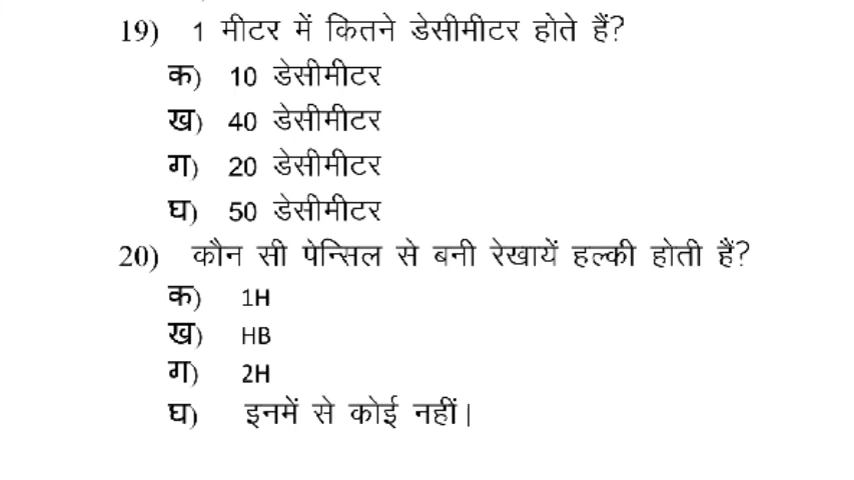 19) 1 मीटर में कितने डेसीमीटर होते हैं?
क) 10 डेसीमीटर
ख) 40 डेसीमीटर
ग) 20 डेसीमीटर
घ) 50 डेसीमीटर
20) कौन सी पेन्सिल से बनी रेखायें हल्की होती हैं?
क) 1H
ख) HB
ग) 2H
घ) इनमें से कोई नहीं।